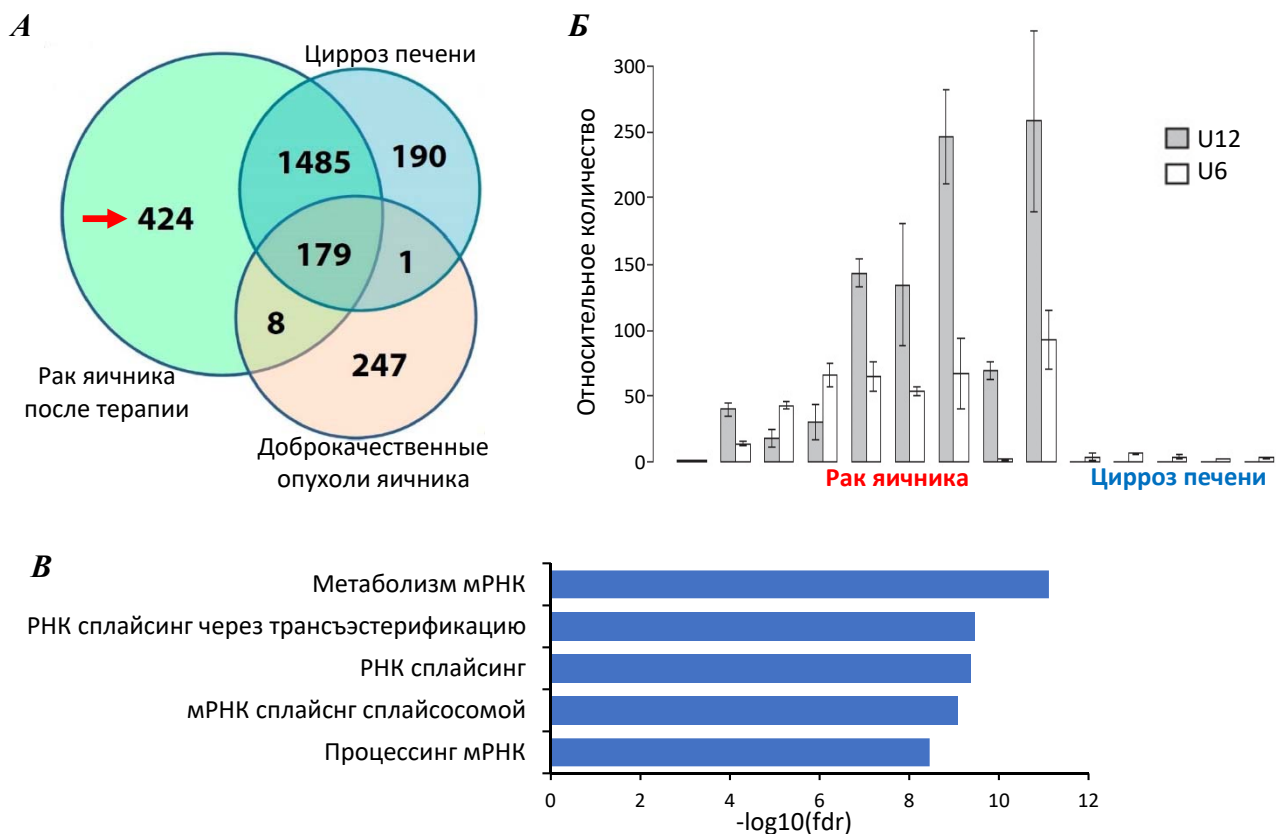 А
Цирроз печени
1485
190
424
179
1
8
247
Рак яичника
после терапии
Доброкачественные
опухоли яичника
Б
Относительное количество
300
250
200
150
100
50
0
U12
U6
Рак яичника
Цирроз печени
В
Метаболизм мРНК
РНК сплайсинг через трансъэстерификацию
РНК сплайсинг
мРНК сплайснг сплайсосомой
Процессинг мРНК
0 2 4 6 8 10 12
-log10(fdr)